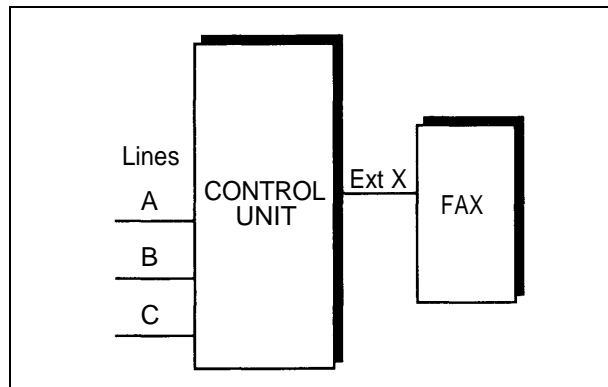 Lines
A
B
C
CONTROL
UNIT
Ext X
FAX